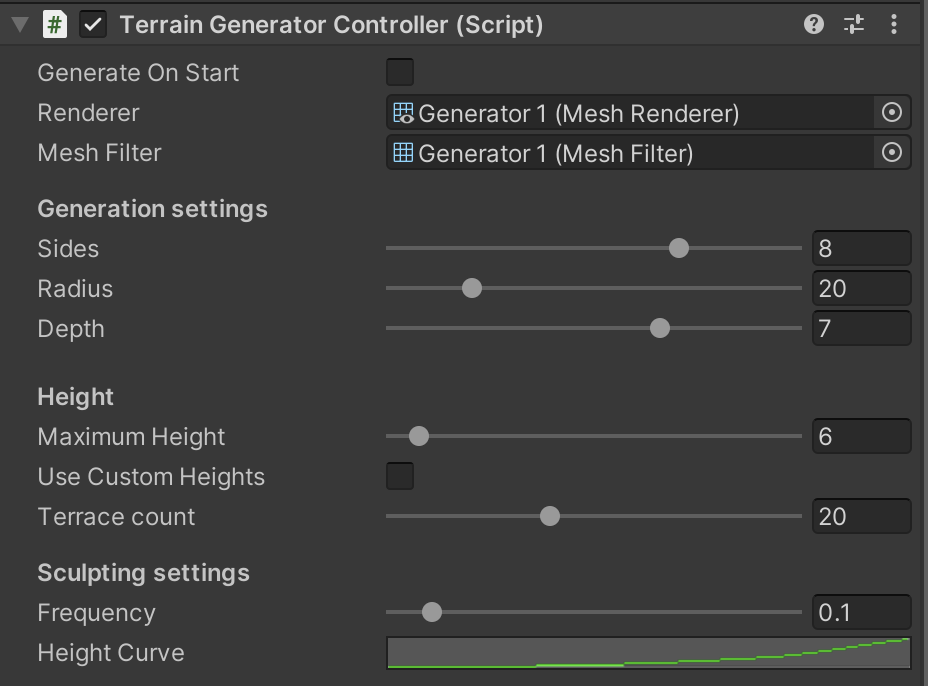 # Terrain Generator Controller (Script)
Generate On Start
Renderer Generator 1 (Mesh Renderer)
Mesh Filter Generator 1 (Mesh Filter)
Generation settings
Sides 8
Radius 20
Depth 7
Height
Maximum Height 6
Use Custom Heights
Terrace count 20
Sculpting settings
Frequency 0.1
Height Curve